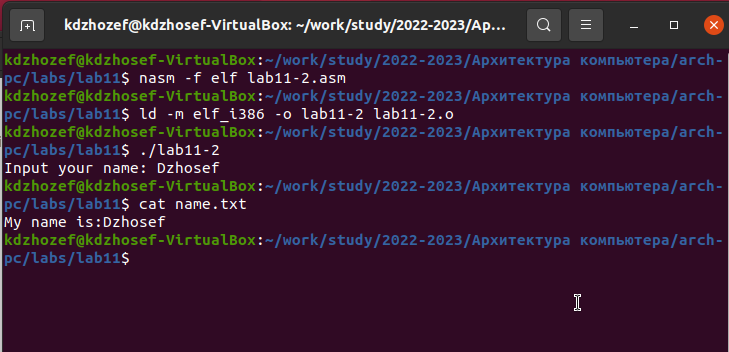 kdzhozef@kdzhosef-VirtualBox: ~/work/study/2022-2023/Ар...
kdzhozef@kdzhosef-VirtualBox:~/work/study/2022-2023/Архитектура компьютера/arch-
pc/labs/lab11$ nasm -f elf lab11-2.asm
kdzhozef@kdzhosef-VirtualBox:~/work/study/2022-2023/Архитектура компьютера/arch-
pc/labs/lab11$ ld -m elf_i386 -o lab11-2 lab11-2.o
kdzhozef@kdzhosef-VirtualBox:~/work/study/2022-2023/Архитектура компьютера/arch-
pc/labs/lab11$ ./lab11-2
Input your name: Dzhosef
kdzhozef@kdzhosef-VirtualBox:~/work/study/2022-2023/Архитектура компьютера/arch-
pc/labs/lab11$ cat name.txt
My name is:Dzhosef
kdzhozef@kdzhosef-VirtualBox:~/work/study/2022-2023/Архитектура компьютера/arch-
pc/labs/lab11$